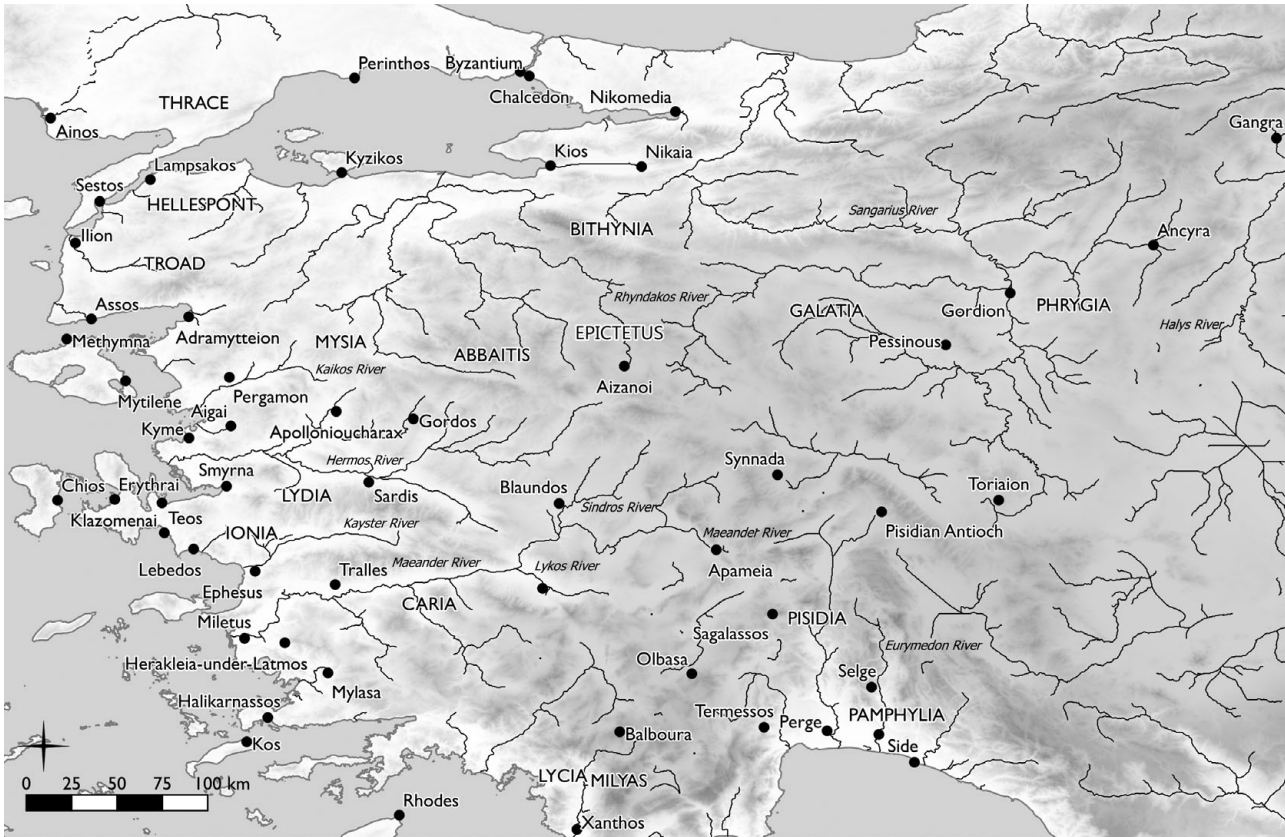 Perinthos
Byzantium
Chalcedon
THRACE
Nikomedia
Ainos
Gangra
Lampsakos
Kyzikos
Kios
Nikaia
Sestos
HELLESPONT
Sangarius River
BITHYNIA
Ancyra
Ilion
TROAD
Rhyndakos River
Assos
GALATIA
Gordion
PHRYGIA
Halys River
Methymna
Adramytteion
MYSIA
ABBAITIS
EPICTETUS
Pessinous
Kaikos River
Aizanoi
Mytilene
Pergamon
Aigai
Kyme
Apollonioucharax
Gordos
Hermos River
Smyrna
Synnada
Chios
Erythrai
LYDIA
Sardis
Blaundos
Sindros River
Toriaion
Klazomenai
Teos
IONIA
Kayster River
Maeander River
Pisidian Antioch
Lebedos
Maeander River
Lykos River
Tralles
Apameia
Ephesus
CARIA
Miletus
PISIDIA
Sagalassos
Eurymedon River
Herakleia-under-Latmos
Olbasa
Mylasa
Selge
Halikarnassos
Termessos
Perge
PAMPHYLIA
Kos
Balboura
Side
LYCIA
MILYAS
0 25 50 75 100 km
Rhodes
Xanthos